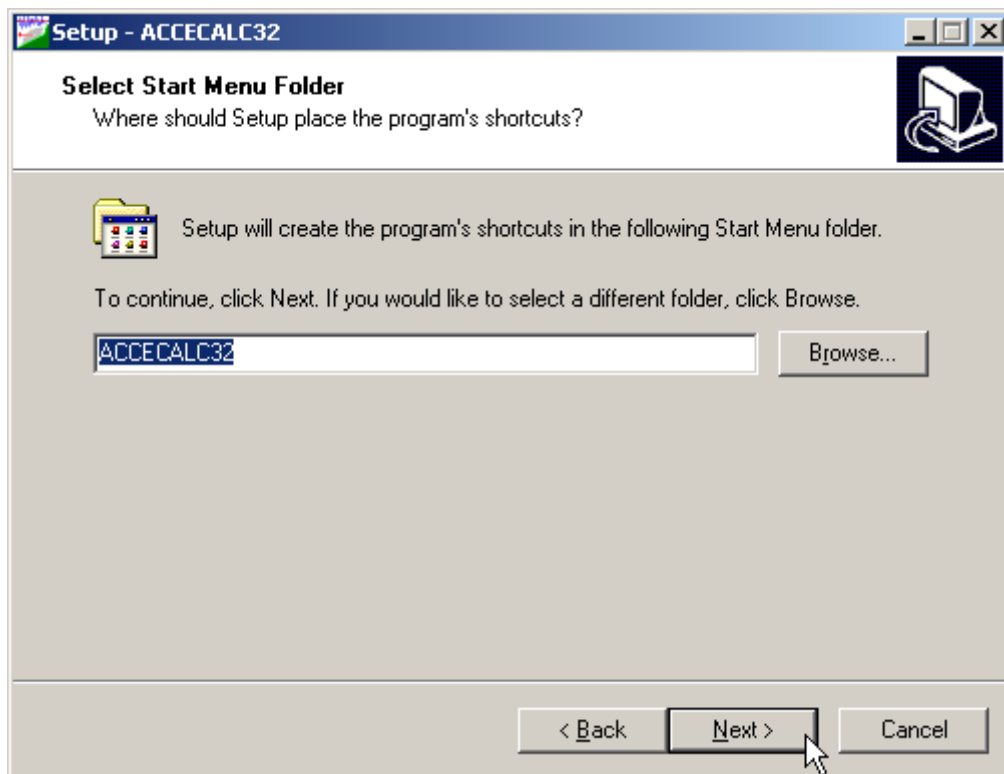 Setup - ACCECALC32
Select Start Menu Folder
Where should Setup place the program's shortcuts?
Setup will create the program's shortcuts in the following Start Menu folder.
To continue, click Next. If you would like to select a different folder, click Browse.
ACCECALC32
Browse...
< Back
Next >
Cancel